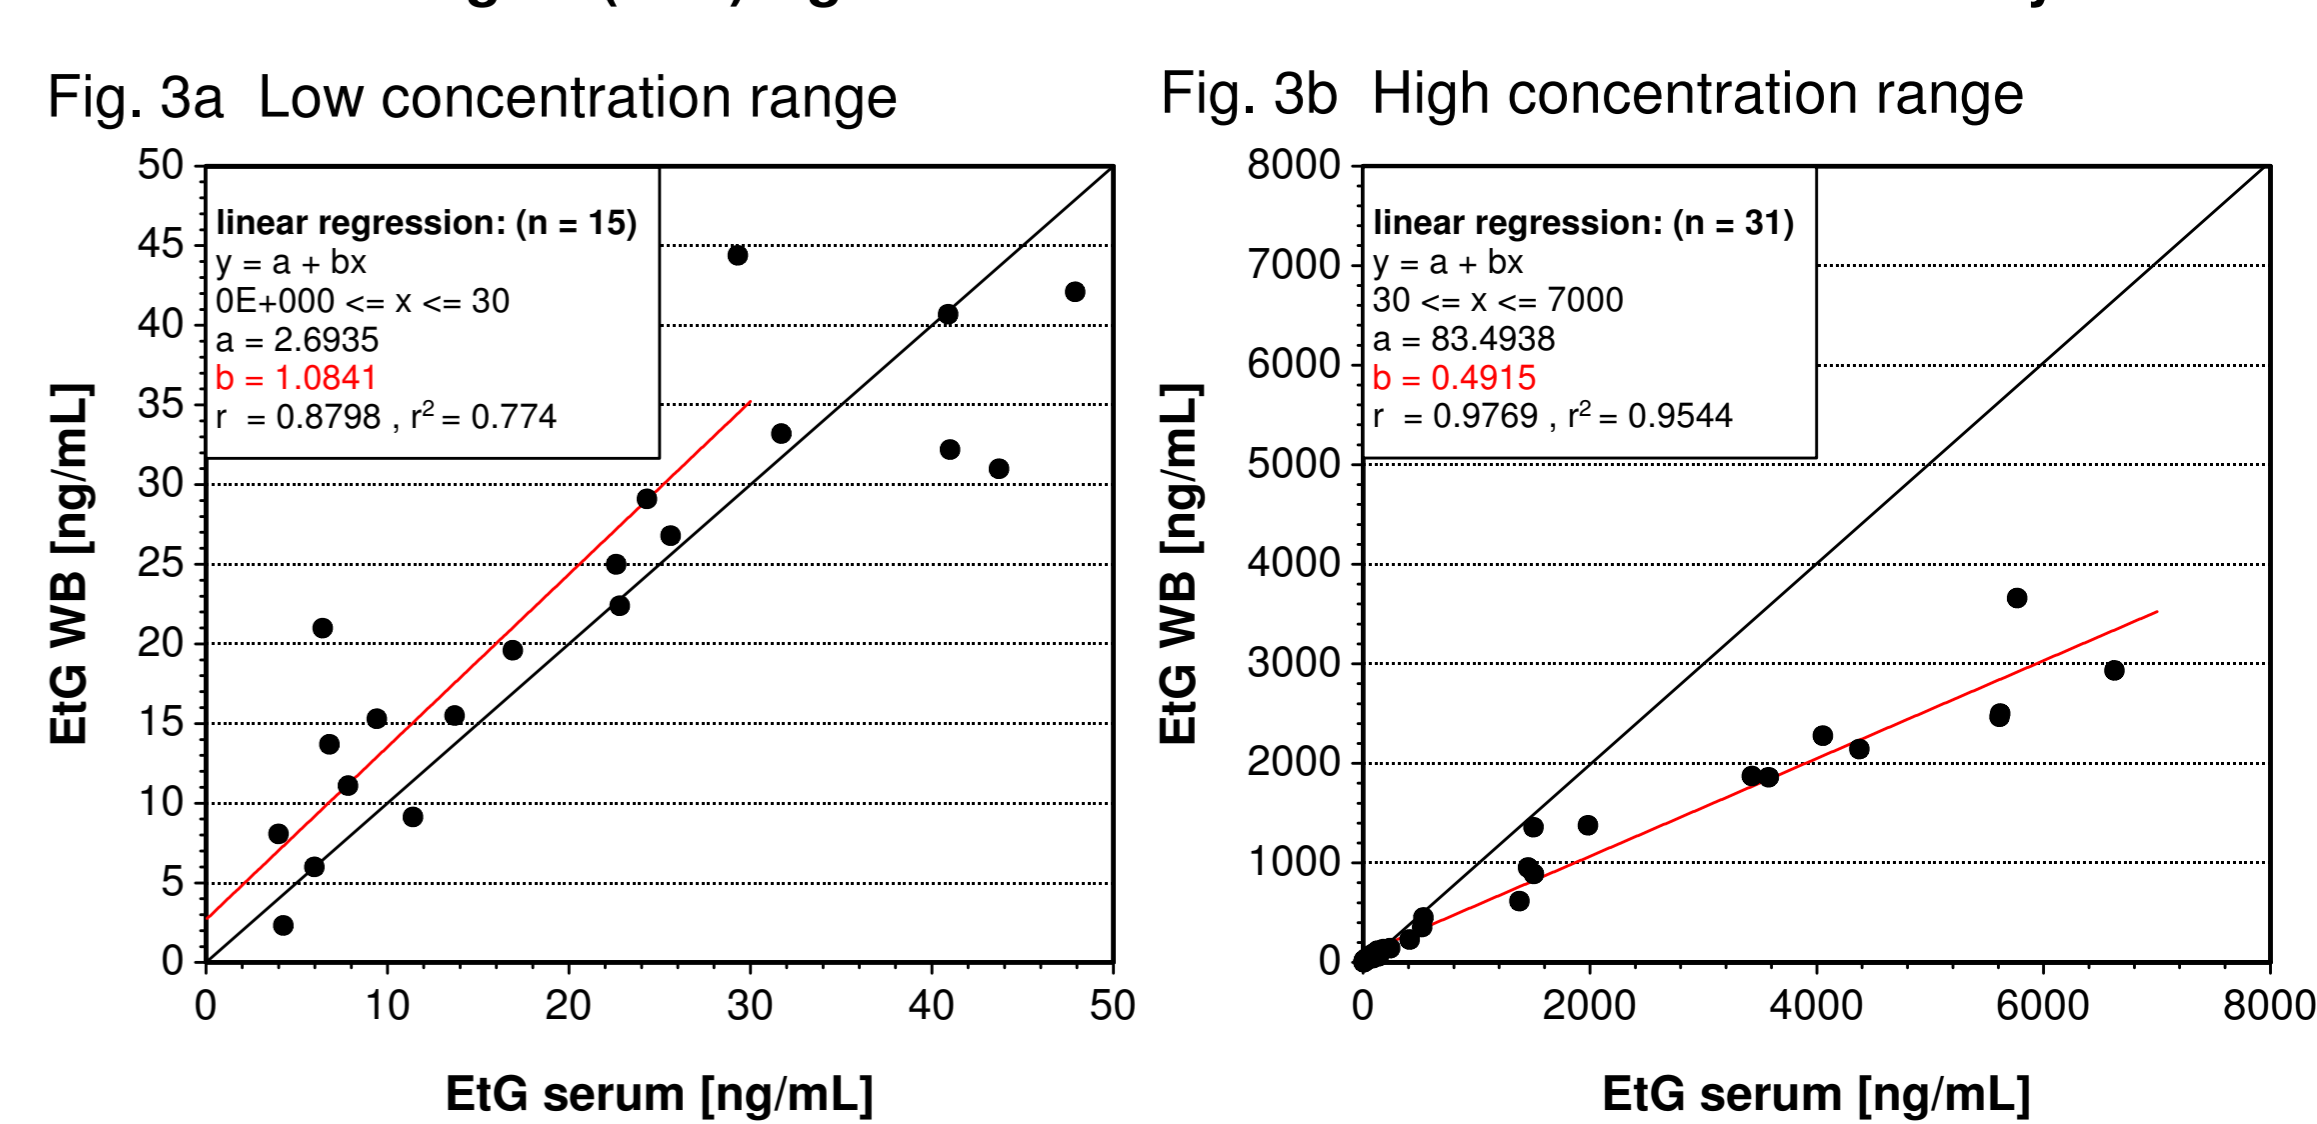 Fig. 3a Low concentration range
50
45
40
35
30
25
20
15
10
5
0
linear regression: (n = 15)
y = a + bx
0E+000 <= x <= 30
a = 2.6935
b = 1.0841
r = 0.8798 , r² = 0.774
EtG WB [ng/mL]
0 10 20 30 40 50
EtG serum [ng/mL]
Fig. 3b High concentration range
8000
7000
6000
5000
4000
3000
2000
1000
0
linear regression: (n = 31)
y = a + bx
30 <= x <= 7000
a = 83.4938
b = 0.4915
r = 0.9769 , r² = 0.9544
EtG WB [ng/mL]
0 2000 4000 6000 8000
EtG serum [ng/mL]